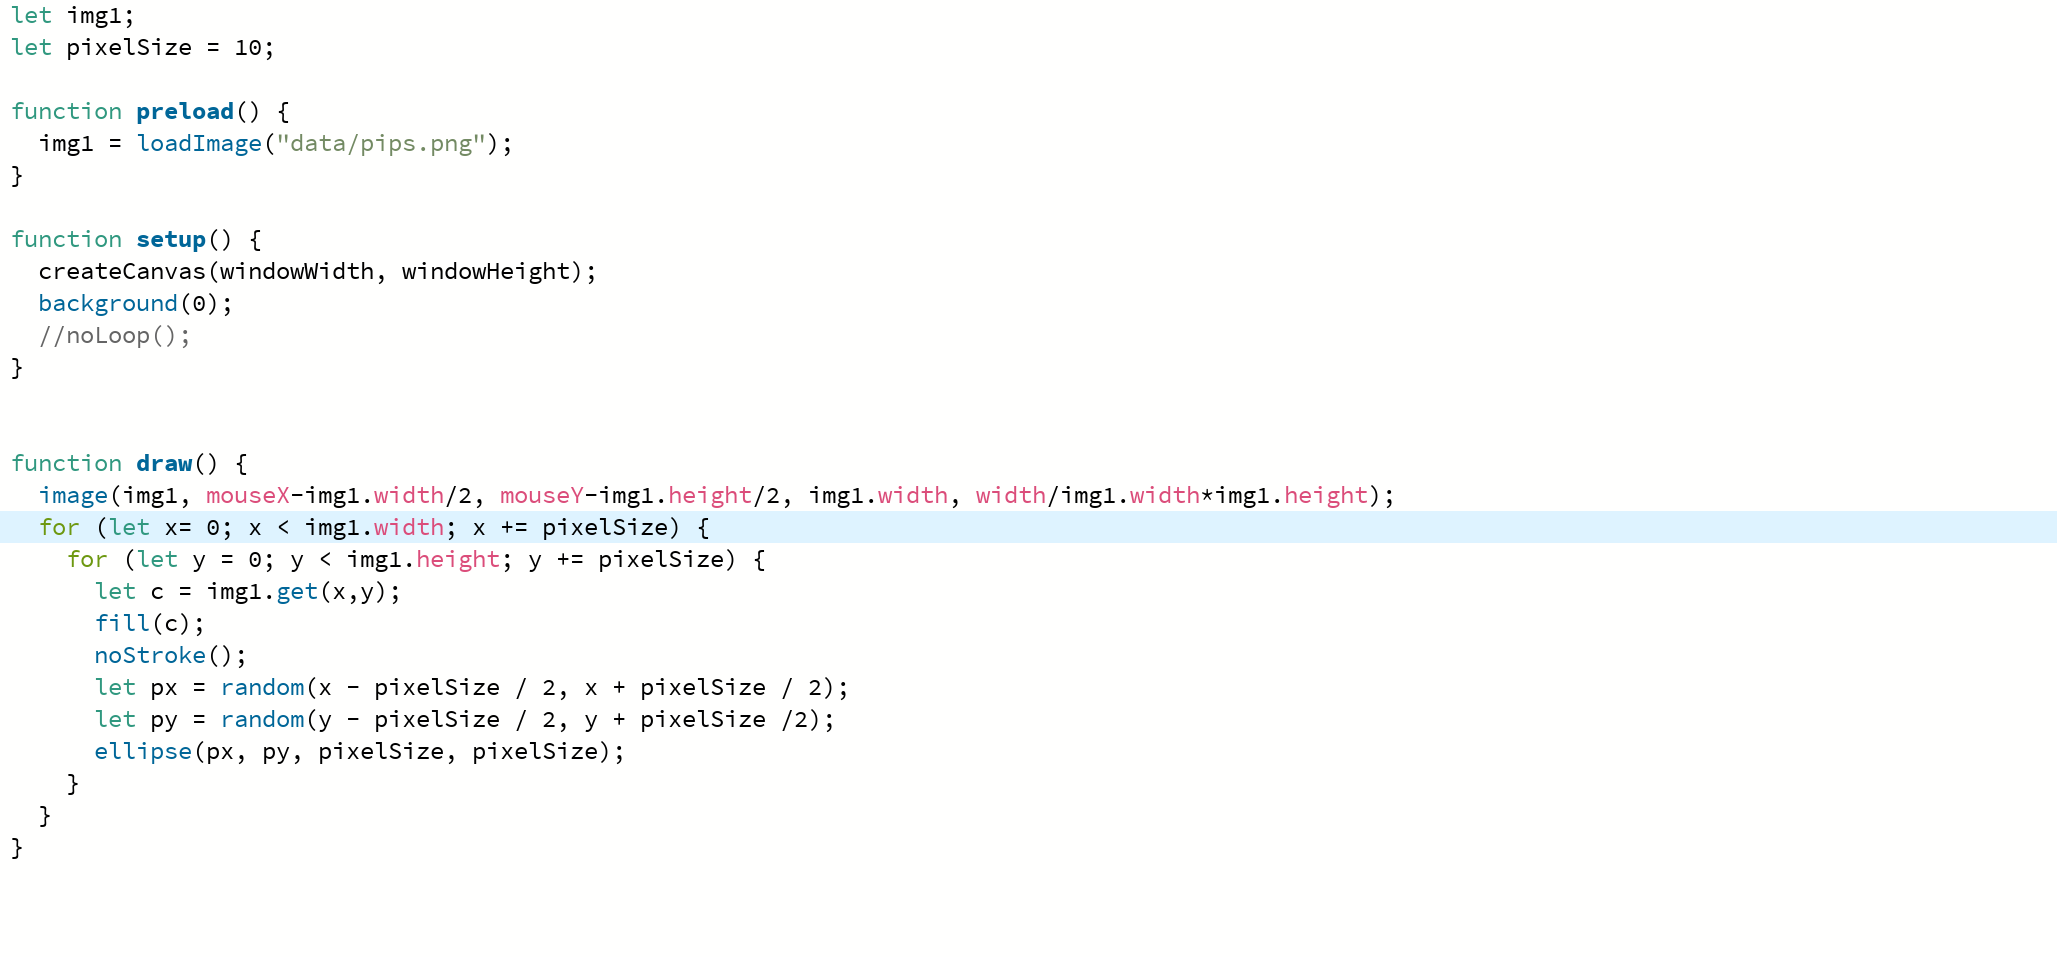 let img1;
let pixelSize = 10;
function preload() {
  img1 = loadImage("data/pips.png");
}
function setup() {
  createCanvas(windowWidth, windowHeight);
  background(0);
  //noLoop();
}
function draw() {
  image(img1, mouseX-img1.width/2, mouseY-img1.height/2, img1.width, width/img1.width*img1.height);
  for (let x= 0; x < img1.width; x += pixelSize) {
    for (let y = 0; y < img1.height; y += pixelSize) {
      let c = img1.get(x,y);
      fill(c);
      noStroke();
      let px = random(x - pixelSize / 2, x + pixelSize / 2);
      let py = random(y - pixelSize / 2, y + pixelSize /2);
      ellipse(px, py, pixelSize, pixelSize);
    }
  }
}